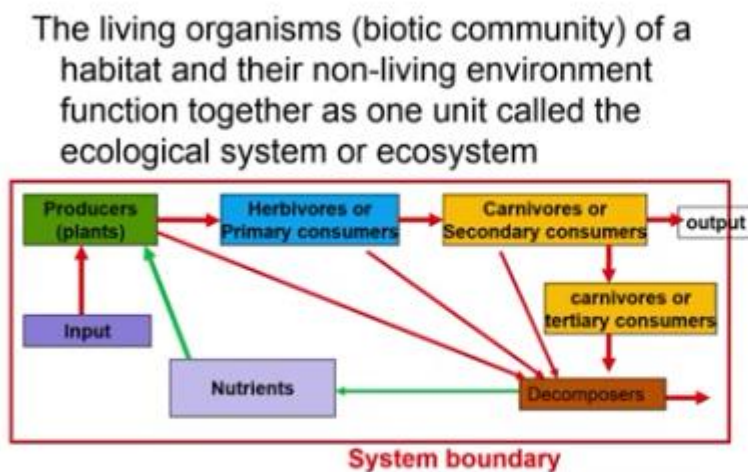 The living organisms (biotic community) of a
habitat and their non-living environment
function together as one unit called the
ecological system or ecosystem
Producers
(plants)
Herbivores or
Primary consumers
Carnivores or
Secondary consumers
output
carnivores or
tertiary consumers
Input
Nutrients
Decomposers
System boundary